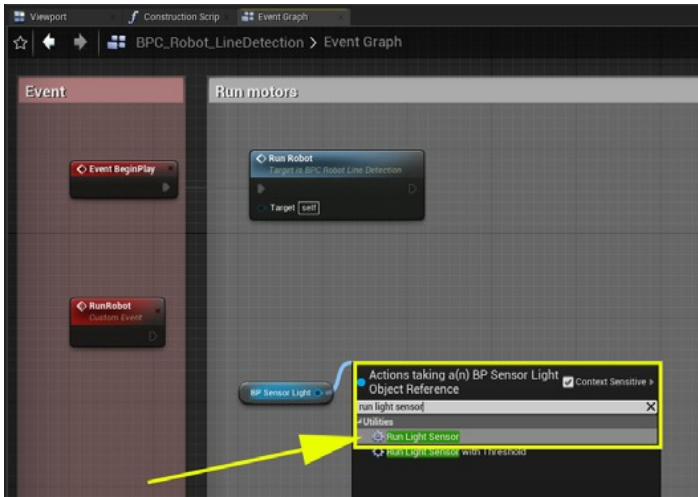 Viewport
Construction Scrip
Event Graph
BPC_Robot_LineDetection > Event Graph
Event
Run motors
Event BeginPlay
Run Robot
Target is BPC Robot Line Detection
Target self
RunRobot
Custom Event
BP Sensor Light
Actions taking a(n) BP Sensor Light
Object Reference
Context Sensitive
run light sensor
Utilities
Run Light Sensor
Run Light Sensor with Threshold